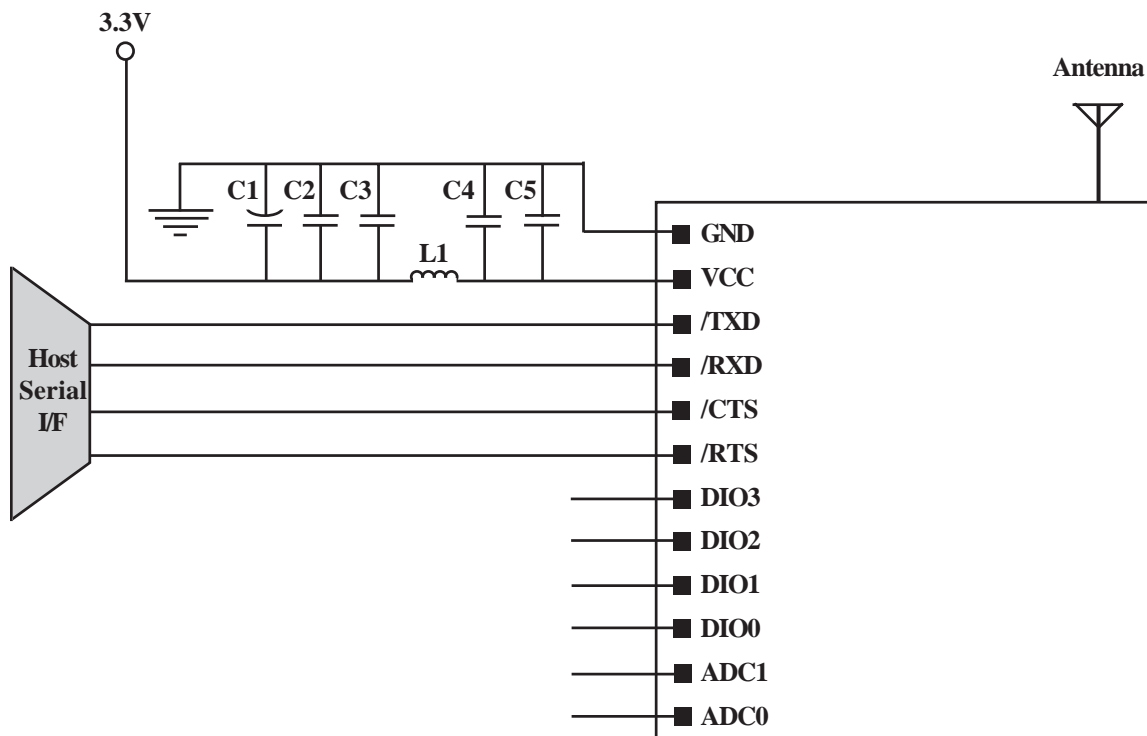 3.3V
Antenna
C1 C2 C3 C4 C5
GND
L1
VCC
/TXD
Host
Serial
I/F
/RXD
/CTS
/RTS
DIO3
DIO2
DIO1
DIO0
ADC1
ADC0